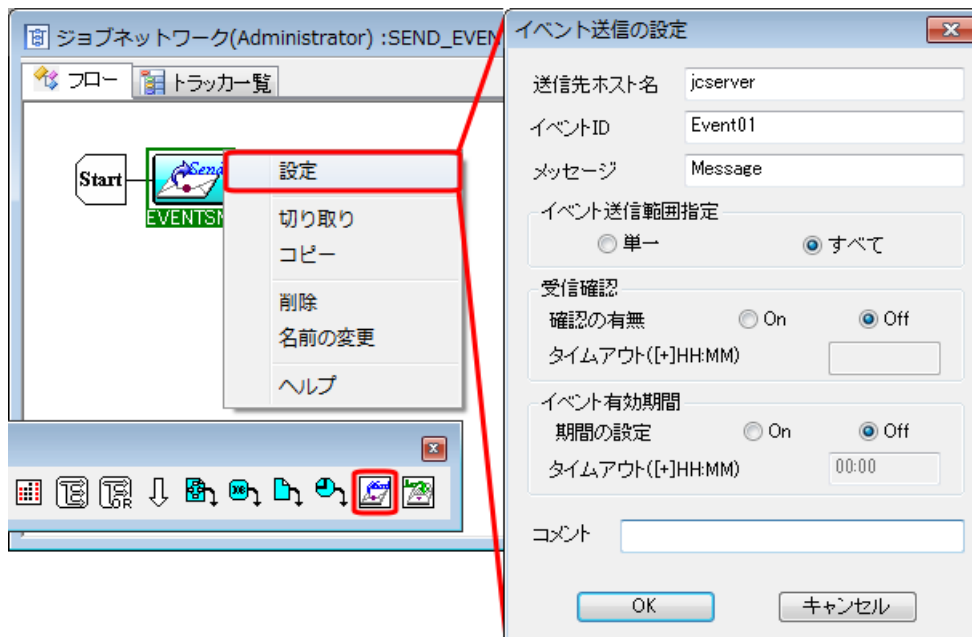 ジョブネットワーク(Administrator) :SEND_EVEN
フロー
トラッカ一覧
Start
Send
EVENTSN
設定
切り取り
コピー
削除
名前の変更
ヘルプ
OR
イベント送信の設定
送信先ホスト名 jcserver
イベントID Event01
メッセージ Message
イベント送信範囲指定
単一 すべて
受信確認
確認の有無 On Off
タイムアウト([+]HH:MM)
イベント有効期間
期間の設定 On Off
タイムアウト([+]HH:MM) 00:00
コメント
OK キャンセル